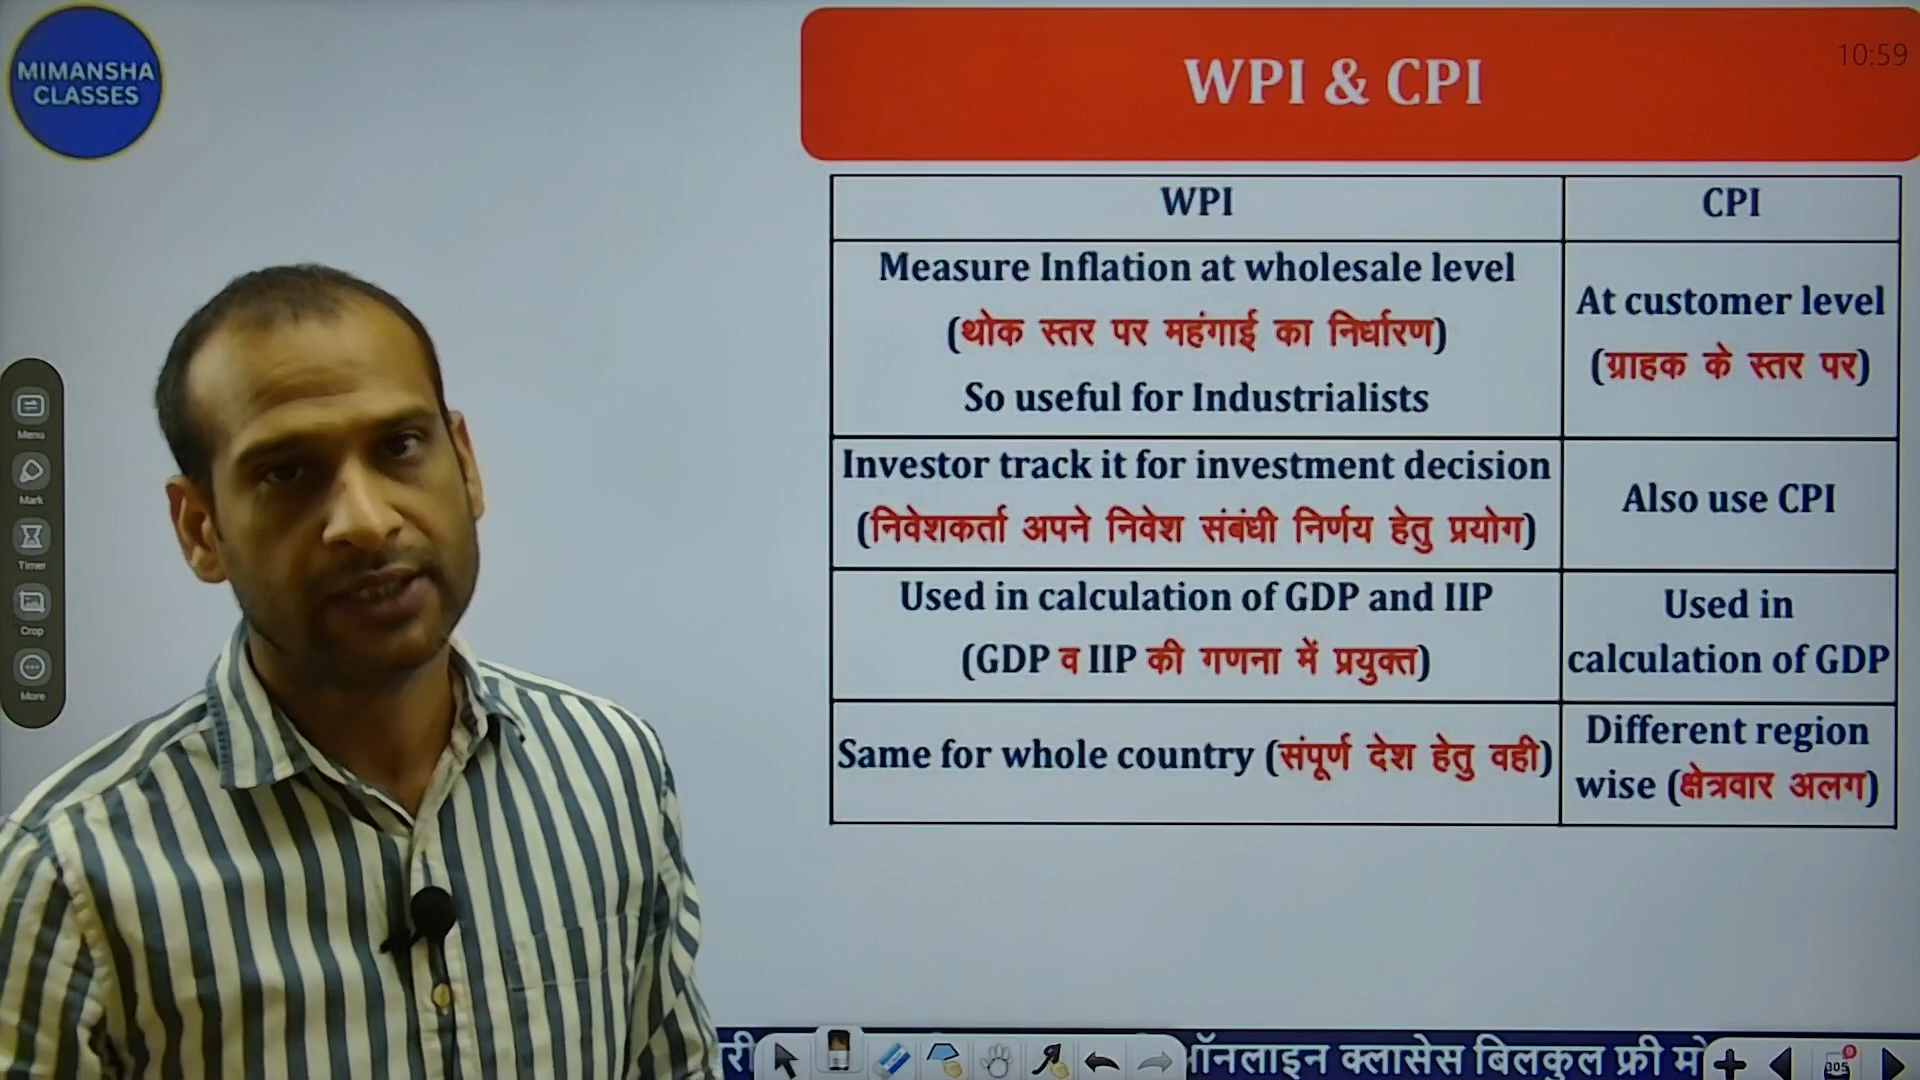 MIMANSHA
CLASSES
10:59
WPI & CPI
WPI
CPI
Measure Inflation at wholesale level
(थोक स्तर पर महंगाई का निर्धारण)
So useful for Industrialists
At customer level
(ग्राहक के स्तर पर)
Investor track it for investment decision
(निवेशकर्ता अपने निवेश संबंधी निर्णय हेतु प्रयोग)
Also use CPI
Used in calculation of GDP and IIP
(GDP व IIP की गणना में प्रयुक्त)
Used in
calculation of GDP
Same for whole country (संपूर्ण देश हेतु वही)
Different region
wise (क्षेत्रवार अलग)
Menu
Mark
Timer
Crop
More
ऑनलाइन क्लासेस बिलकुल फ्री
305